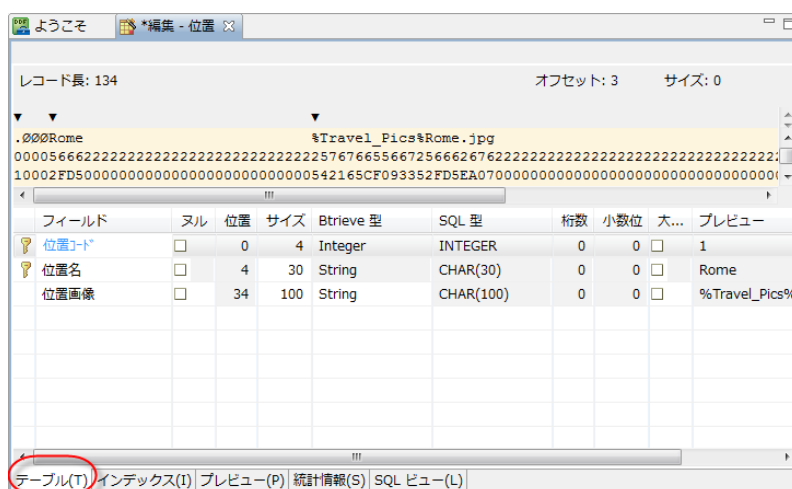 ようこそ *編集 - 位置
レコード長: 134 オフセット: 3 サイズ: 0
.ØØØRome %Travel_Pics%Rome.jpg
フィールド ヌル 位置 サイズ Btrieve 型 SQL 型 桁数 小数位 大... プレビュー
位置ｺｰﾄﾞ 0 4 Integer INTEGER 0 0 1
位置名 4 30 String CHAR(30) 0 0 Rome
位置画像 34 100 String CHAR(100) 0 0 %Travel_Pics%
テーブル(T) インデックス(I) プレビュー(P) 統計情報(S) SQL ビュー(L)